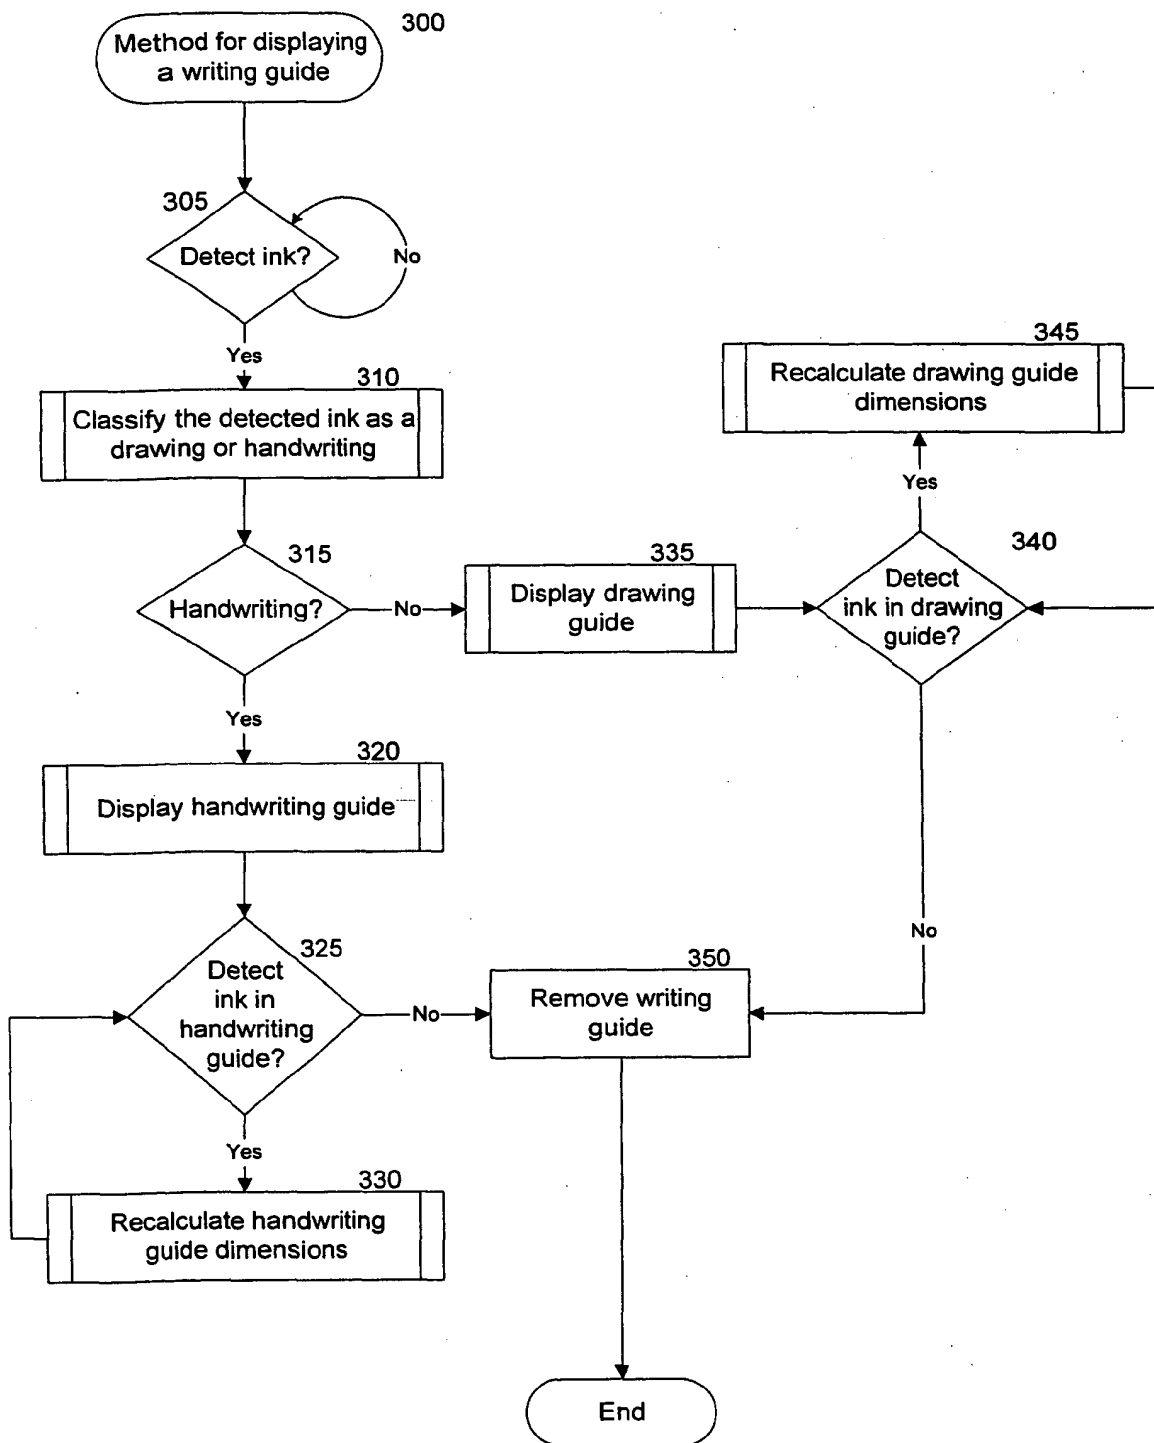 300
Method for displaying
a writing guide
305
Detect ink?
No
Yes
310
Classify the detected ink as a
drawing or handwriting
315
Handwriting?
No
335
Display drawing
guide
345
Recalculate drawing guide
dimensions
Yes
340
Detect
ink in drawing
guide?
No
Yes
320
Display handwriting guide
325
Detect
ink in
handwriting
guide?
No
350
Remove writing
guide
Yes
330
Recalculate handwriting
guide dimensions
End